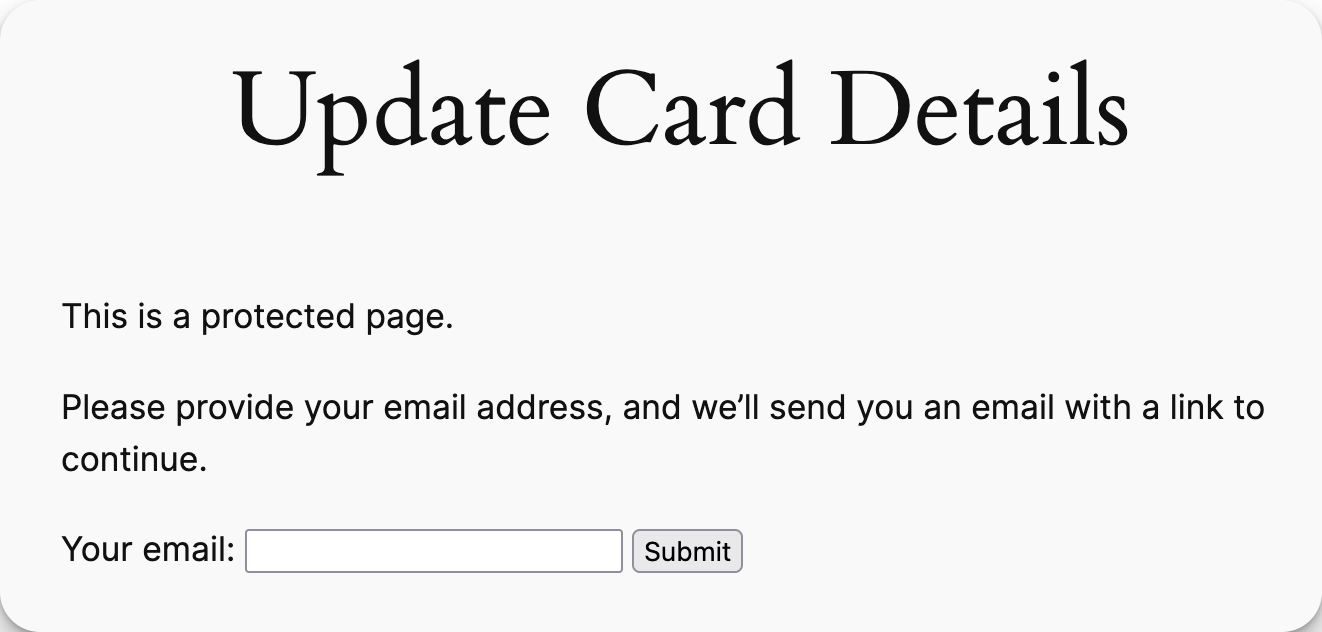 Update Card Details
This is a protected page.
Please provide your email address, and we’ll send you an email with a link to
continue.
Your email: Submit